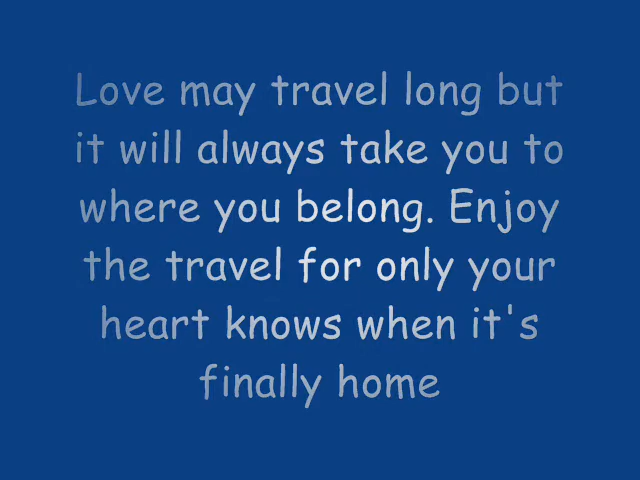 Love may travel long but
it will always take you to
where you belong. Enjoy
the travel for only your
heart knows when it's
finally home